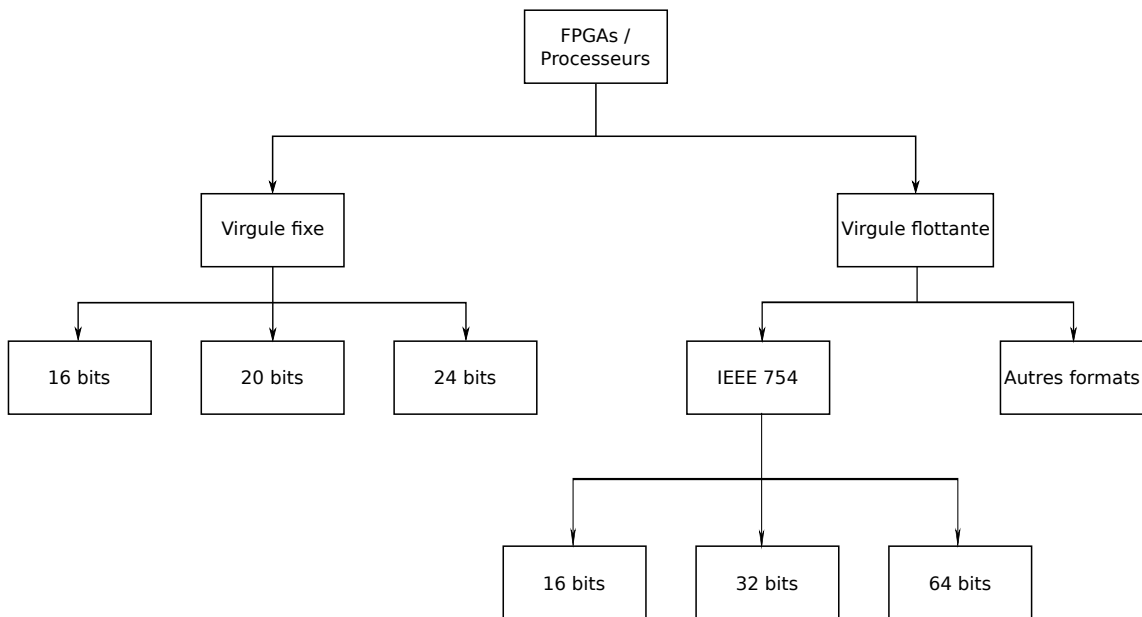 FPGAs /
Processeurs
Virgule fixe
Virgule flottante
16 bits
20 bits
24 bits
IEEE 754
Autres formats
16 bits
32 bits
64 bits